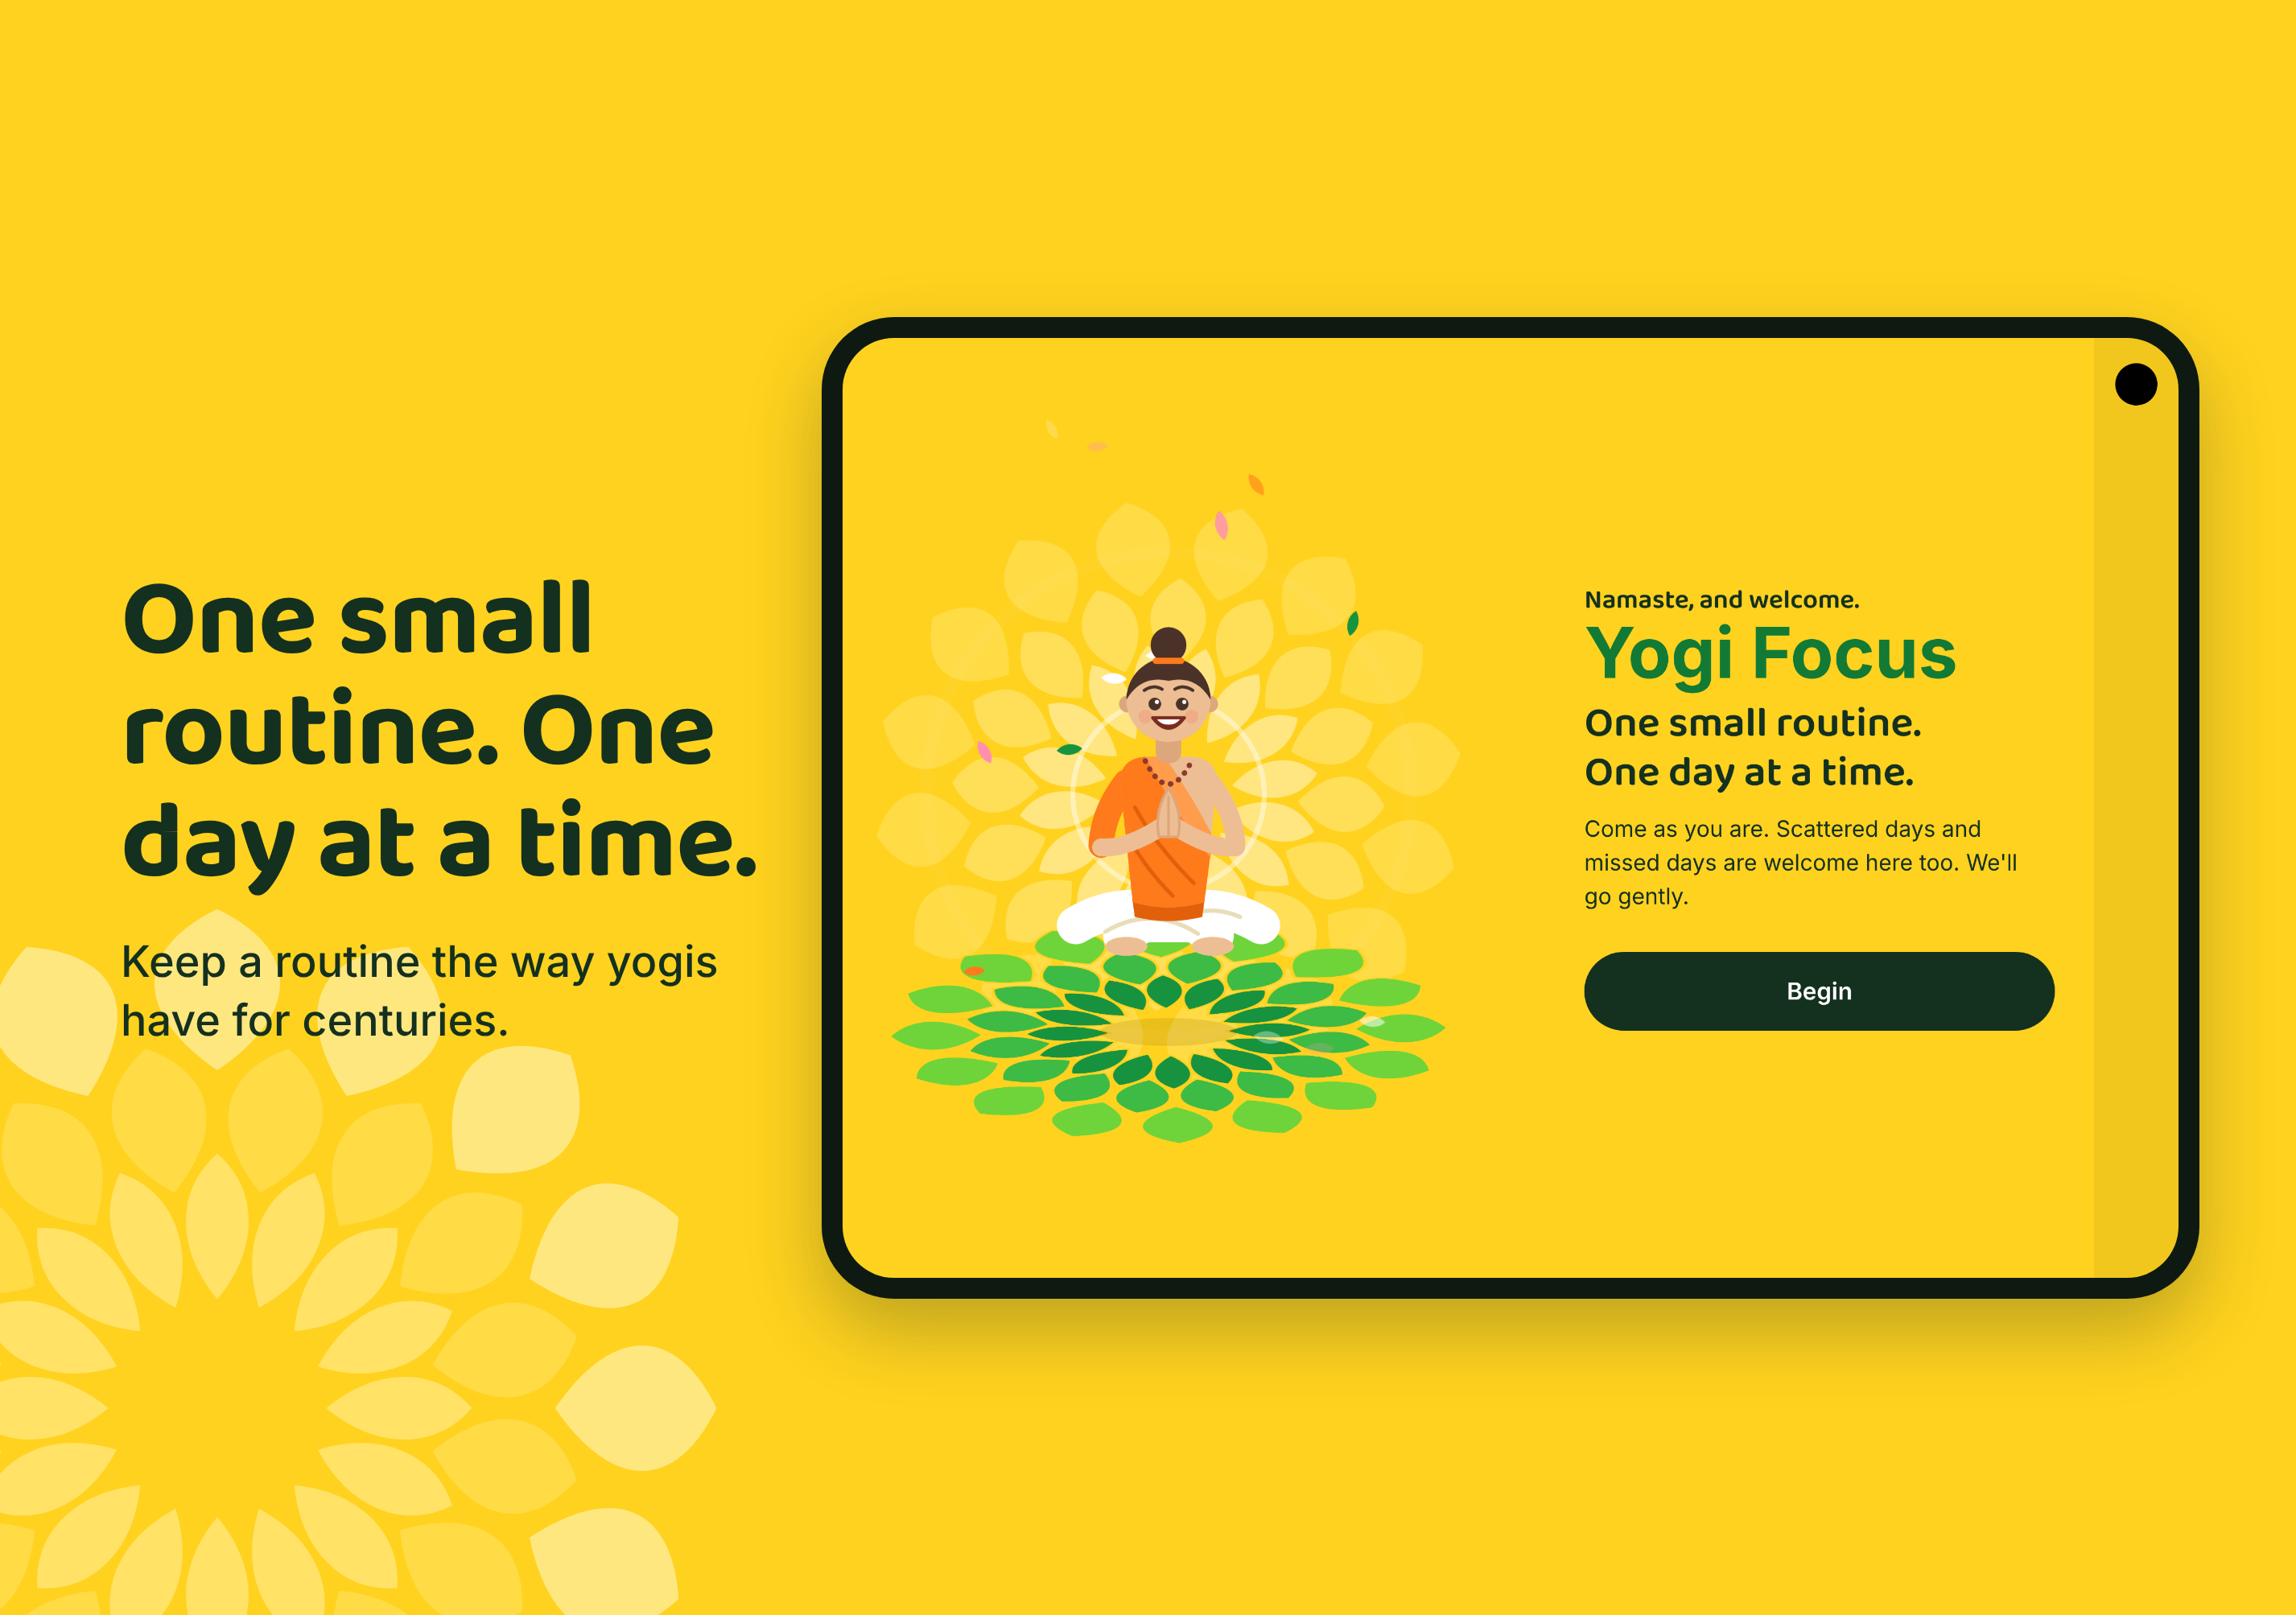 One small
routine. One
day at a time.
Keep a routine the way yogis
have for centuries.
Namaste, and welcome.
Yogi Focus
One small routine.
One day at a time.
Come as you are. Scattered days and
missed days are welcome here too. We'll
go gently.
Begin